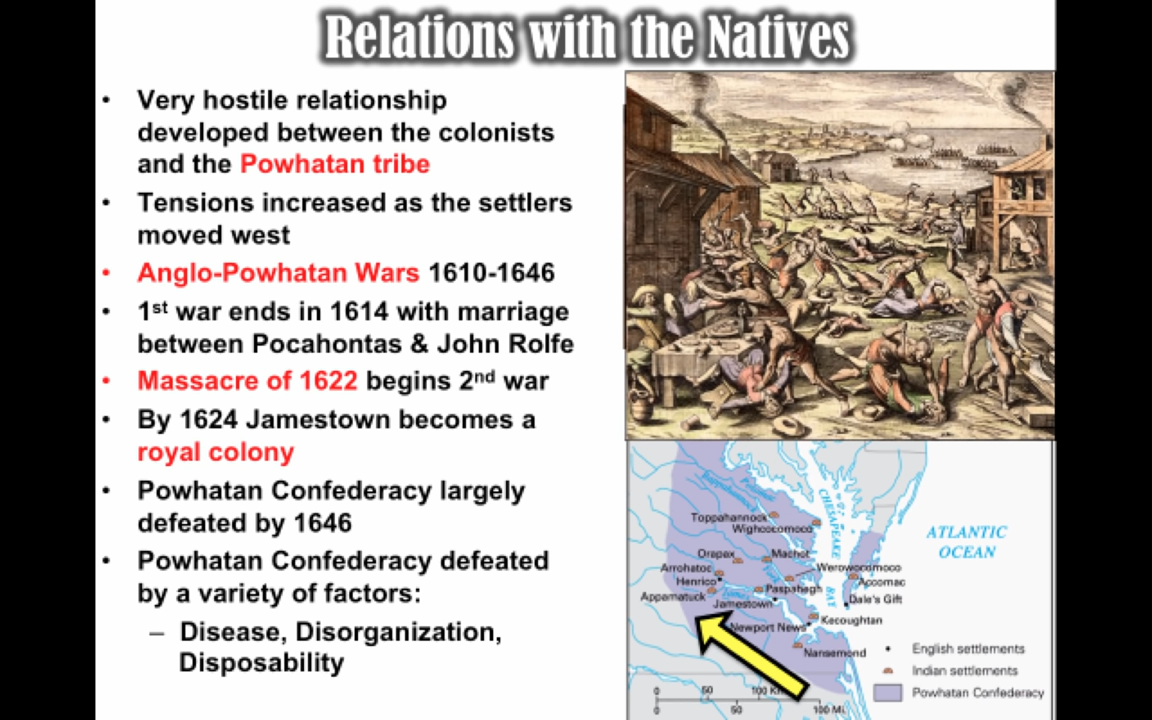 Relations with the Natives
• Very hostile relationship
developed between the colonists
and the Powhatan tribe
• Tensions increased as the settlers
moved west
• Anglo-Powhatan Wars 1610-1646
• 1st war ends in 1614 with marriage
between Pocahontas & John Rolfe
• Massacre of 1622 begins 2nd war
• By 1624 Jamestown becomes a
royal colony
• Powhatan Confederacy largely
defeated by 1646
• Powhatan Confederacy defeated
by a variety of factors:
– Disease, Disorganization,
Disposability
Toppahannock
Wighcocomoco
CHESAPEAKE
BAY
ATLANTIC
OCEAN
Orapax
Machot
Arrohatoc
Werowocomoco
Henrico
Accomac
Appamatuck
Paspahegh
Jamestown
Dale's Gift
Newport News
Kecoughtan
Nansemond
• English settlements
Indian settlements
Powhatan Confederacy
0 50 100 Km.
0 50 100 Mi.